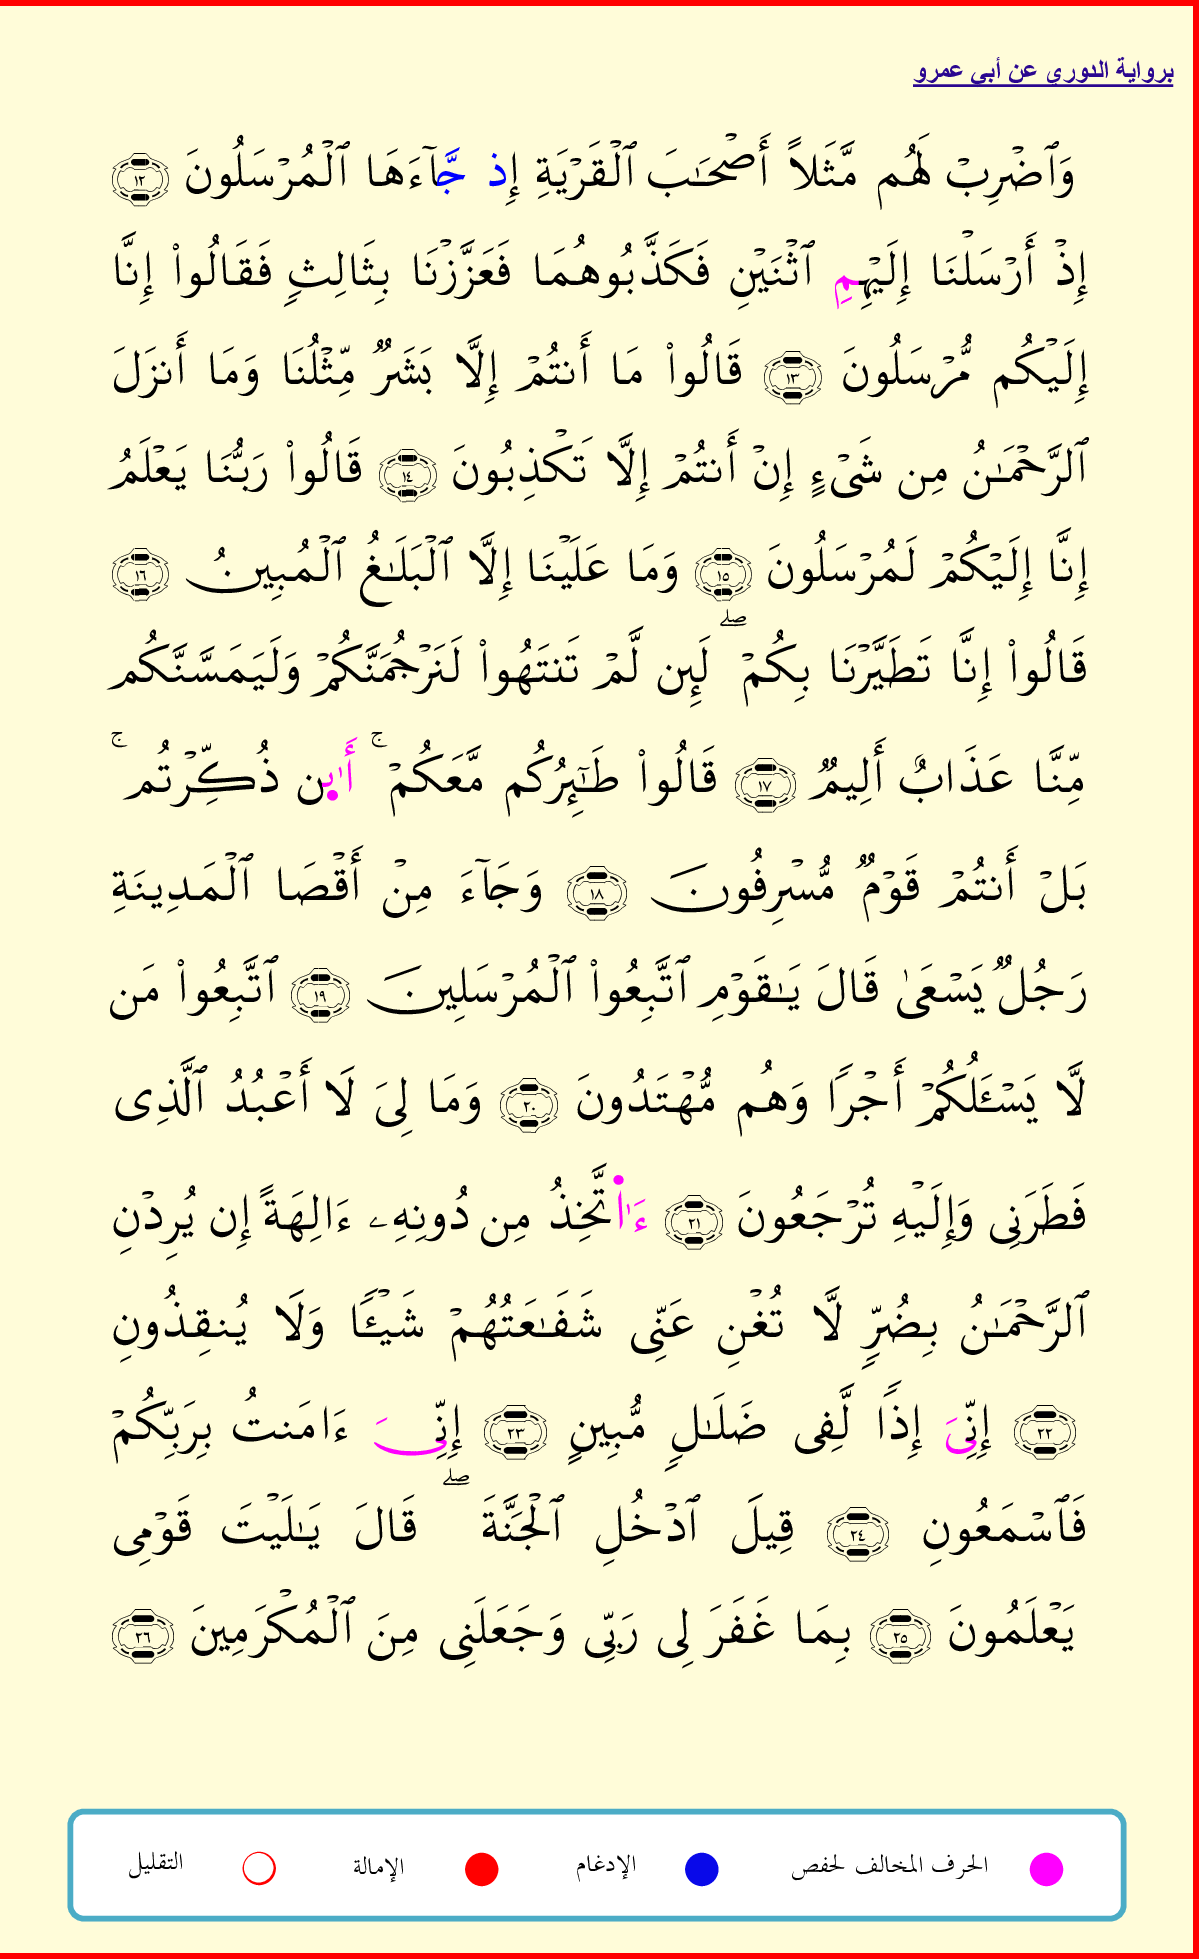 برواية الدوري عن أبي عمرو
وَٱضۡرِبۡ لَهُم مَّثَلًا أَصۡحَٰبَ ٱلۡقَرۡيَةِ إِذ جَّآءَهَا ٱلۡمُرۡسَلُونَ ١٢
إِذۡ أَرۡسَلۡنَا إِلَيۡهِمِ ٱثۡنَيۡنِ فَكَذَّبُوهُمَا فَعَزَّزۡنَا بِثَالِثٖ فَقَالُواْ إِنَّا
إِلَيۡكُم مُّرۡسَلُونَ ١٣ قَالُواْ مَا أَنتُمۡ إِلَّا بَشَرٞ مِّثۡلُنَا وَمَا أَنزَلَ
ٱلرَّحۡمَٰنُ مِن شَيۡءٍ إِنۡ أَنتُمۡ إِلَّا تَكۡذِبُونَ ١٤ قَالُواْ رَبُّنَا يَعۡلَمُ
إِنَّا إِلَيۡكُمۡ لَمُرۡسَلُونَ ١٥ وَمَا عَلَيۡنَا إِلَّا ٱلۡبَلَٰغُ ٱلۡمُبِينُ ١٦
قَالُواْ إِنَّا تَطَيَّرۡنَا بِكُمۡۖ لَئِن لَّمۡ تَنتَهُواْ لَنَرۡجُمَنَّكُمۡ وَلَيَمَسَّنَّكُم
مِّنَّا عَذَابٌ أَلِيمٞ ١٧ قَالُواْ طَٰٓئِرُكُم مَّعَكُمۡۚ أَٰي۪ن ذُكِّرۡتُمۚ
بَلۡ أَنتُمۡ قَوۡمٞ مُّسۡرِفُونَ ١٨ وَجَآءَ مِنۡ أَقۡصَا ٱلۡمَدِينَةِ
رَجُلٞ يَسۡعَىٰ قَالَ يَٰقَوۡمِ ٱتَّبِعُواْ ٱلۡمُرۡسَلِينَ ١٩ ٱتَّبِعُواْ مَن
لَّا يَسۡـَٔلُكُمۡ أَجۡرٗا وَهُم مُّهۡتَدُونَ ٢٠ وَمَا لِيَ لَا أَعۡبُدُ ٱلَّذِي
فَطَرَنِي وَإِلَيۡهِ تُرۡجَعُونَ ٢١ ءَٰا۬تَّخِذُ مِن دُونِهِۦ ءَالِهَةً إِن يُرِدۡنِ
ٱلرَّحۡمَٰنُ بِضُرّٖ لَّا تُغۡنِ عَنِّي شَفَٰعَتُهُمۡ شَيۡـٔٗا وَلَا يُنقِذُونِ
٢٢ إِنِّيَ إِذٗا لَّفِي ضَلَٰلٖ مُّبِينٍ ٢٣ إِنِّيَ ءَامَنتُ بِرَبِّكُمۡ
فَٱسۡمَعُونِ ٢٤ قِيلَ ٱدۡخُلِ ٱلۡجَنَّةَۖ قَالَ يَٰلَيۡتَ قَوۡمِي
يَعۡلَمُونَ ٢٥ بِمَا غَفَرَ لِي رَبِّي وَجَعَلَنِي مِنَ ٱلۡمُكۡرَمِينَ ٢٦
الحرف المخالف لحفص الإدغام الإمالة التقليل